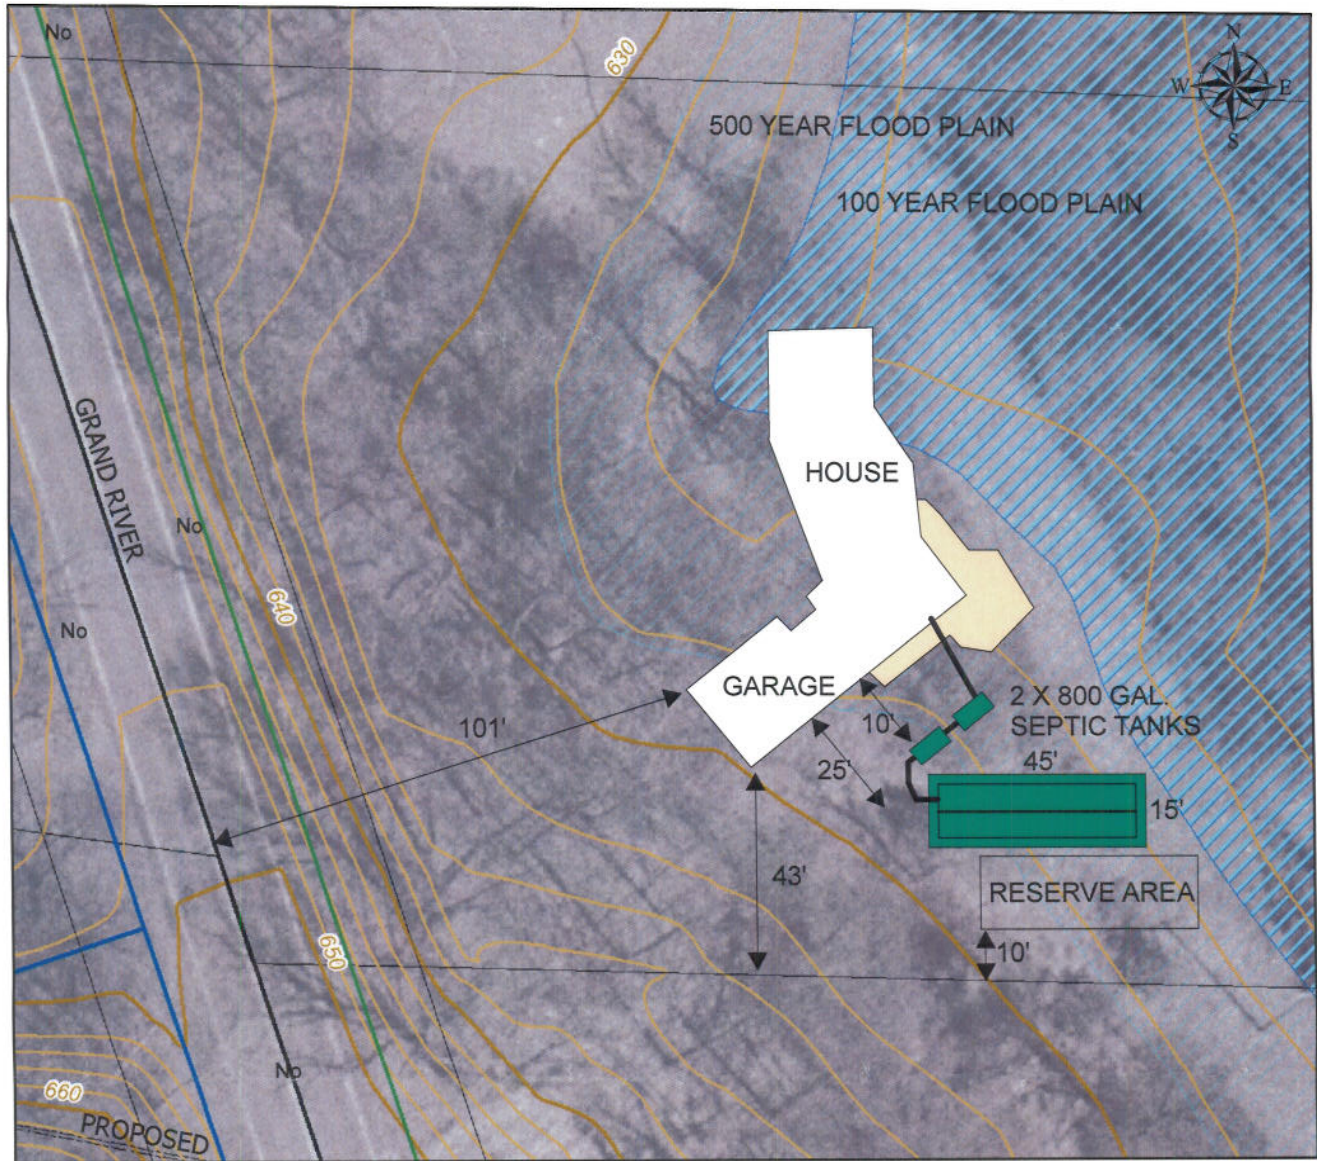 No
630
N
W E
S
500 YEAR FLOOD PLAIN
100 YEAR FLOOD PLAIN
GRAND RIVER
HOUSE
No
640
No
GARAGE
2 X 800 GAL.
SEPTIC TANKS
101'
10'
25'
45'
15'
43'
RESERVE AREA
650
10'
No
660
PROPOSED